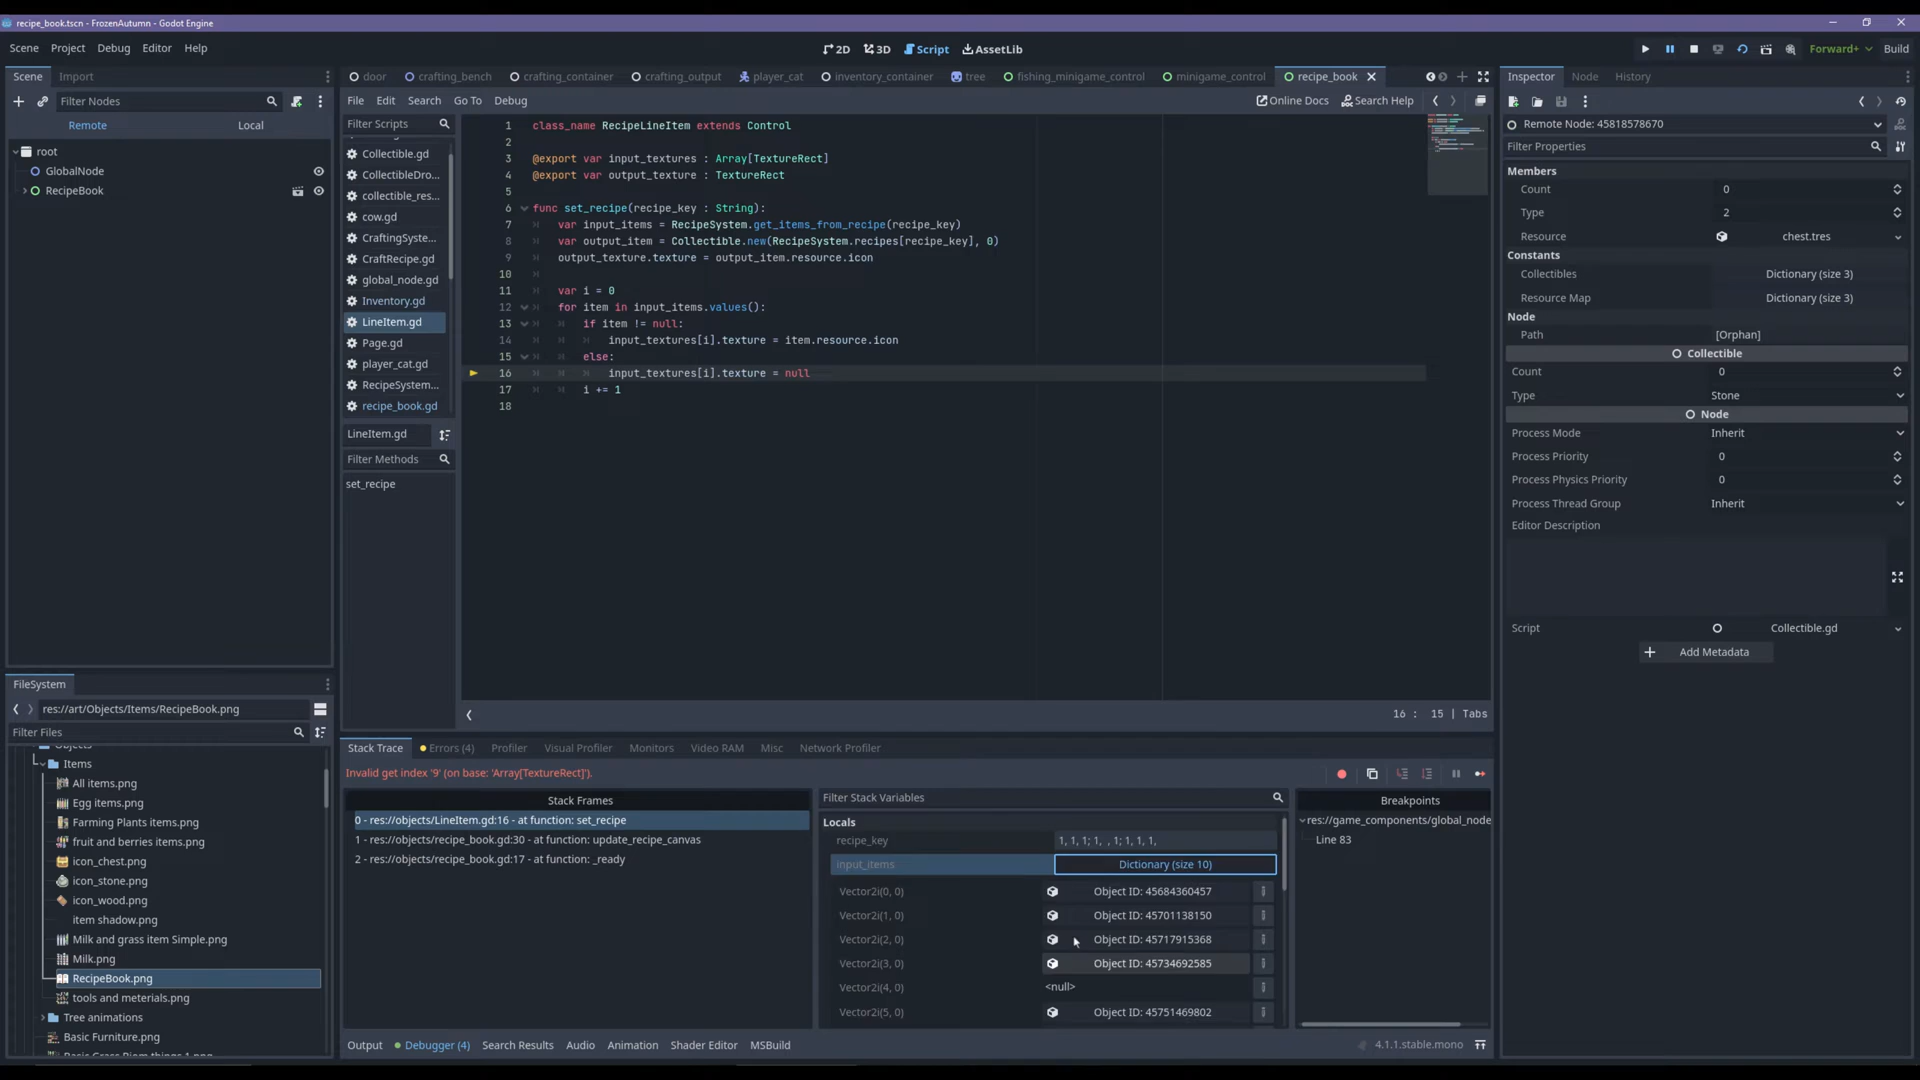 recipe_book.tscn - FrozenAutumn - Godot Engine
Scene Project Debug Editor Help
2D 3D Script AssetLib
Forward+ Build
Scene Import
Filter Nodes
Remote Local
root
GlobalNode
RecipeBook
door crafting_bench crafting_container crafting_output player_cat inventory_container tree fishing_minigame_control minigame_control recipe_book
File Edit Search Go To Debug
Online Docs Search Help
Filter Scripts
Collectible.gd
CollectibleDro...
collectible_res...
cow.gd
CraftingSyste...
CraftRecipe.gd
global_node.gd
Inventory.gd
LineItem.gd
Page.gd
player_cat.gd
RecipeSystem...
recipe_book.gd
LineItem.gd
Filter Methods
set_recipe
1 class_name RecipeLineItem extends Control
2
3 @export var input_textures : Array[TextureRect]
4 @export var output_texture : TextureRect
5
6 func set_recipe(recipe_key : String):
7 var input_items = RecipeSystem.get_items_from_recipe(recipe_key)
8 var output_item = Collectible.new(RecipeSystem.recipes[recipe_key], 0)
9 output_texture.texture = output_item.resource.icon
10
11 var i = 0
12 for item in input_items.values():
13 if item != null:
14 input_textures[i].texture = item.resource.icon
15 else:
16 input_textures[i].texture = null
17 i += 1
18
16 : 15 | Tabs
Inspector Node History
Remote Node: 45818578670
Filter Properties
Members
Count 0
Type 2
Resource chest.tres
Constants
Collectibles Dictionary (size 3)
Resource Map Dictionary (size 3)
Node
Path [Orphan]
Collectible
Count 0
Type Stone
Node
Process Mode Inherit
Process Priority 0
Process Physics Priority 0
Process Thread Group Inherit
Editor Description
Script Collectible.gd
Add Metadata
FileSystem
res://art/Objects/Items/RecipeBook.png
Filter Files
Objects
Items
All items.png
Egg items.png
Farming Plants items.png
fruit and berries items.png
icon_chest.png
icon_stone.png
icon_wood.png
item shadow.png
Milk and grass item Simple.png
Milk.png
RecipeBook.png
tools and materials.png
Tree animations
Basic Furniture.png
Basic Grass Biom things 1.png
Stack Trace Errors (4) Profiler Visual Profiler Monitors Video RAM Misc Network Profiler
Invalid get index '9' (on base: 'Array[TextureRect]').
Stack Frames
0 - res://objects/LineItem.gd:16 - at function: set_recipe
1 - res://objects/recipe_book.gd:30 - at function: update_recipe_canvas
2 - res://objects/recipe_book.gd:17 - at function: _ready
Filter Stack Variables
Locals
recipe_key 1, 1, 1; 1, , 1; 1, 1, 1,
input_items Dictionary (size 10)
Vector2i(0, 0) Object ID: 45684360457
Vector2i(1, 0) Object ID: 45701138150
Vector2i(2, 0) Object ID: 45717915368
Vector2i(3, 0) Object ID: 45734692585
Vector2i(4, 0) <null>
Vector2i(5, 0) Object ID: 45751469802
Breakpoints
res://game_components/global_node
Line 83
Output Debugger (4) Search Results Audio Animation Shader Editor MSBuild
4.1.1.stable.mono